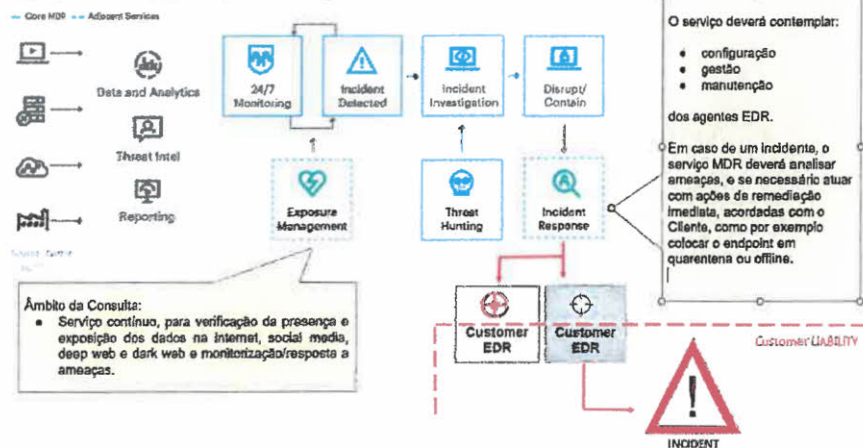 Core MDR
Adjacent Services
Data and Analytics
Threat Intel
Reporting
24/7
Monitoring
Incident
Detected
Incident
Investigation
Disrupt/
Contain
Exposure
Management
Threat
Hunting
Incident
Response
Customer
EDR
Customer
EDR
Customer LIABILITY
INCIDENT
O serviço deverá contemplar:
• configuração
• gestão
• manutenção
dos agentes EDR.
Em caso de um incidente, o
serviço MDR deverá analisar
ameaças, e se necessário atuar
com ações de remediação
imediata, acordadas com o
Cliente, como por exemplo
colocar o endpoint em
quarentena ou offline.
Âmbito da Consulta:
• Serviço contínuo, para verificação da presença e
exposição dos dados na internet, social media,
deep web e dark web e monitorização/resposta a
ameaças.